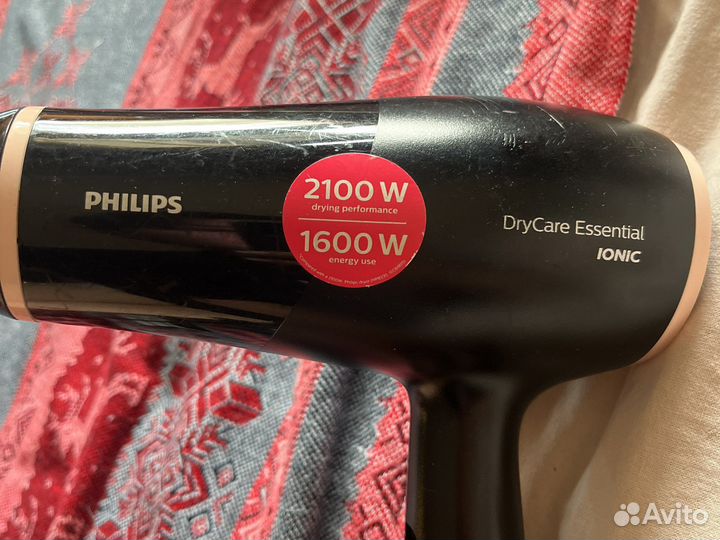 PHILIPS
2100 W
drying performance
1600 W
energy use
DryCare Essential
IONIC
Avito